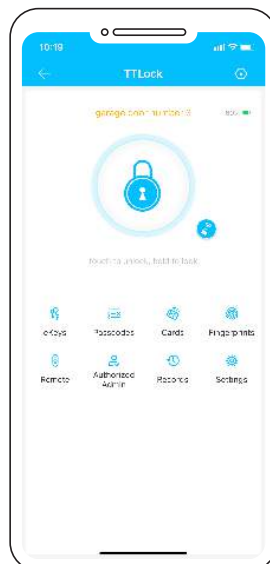 10:19
TTLock
garage door number 3
80%
touch to unlock, hold to lock
eKeys Passcodes Cards Fingerprints
Remote Authorized Admin Records Settings